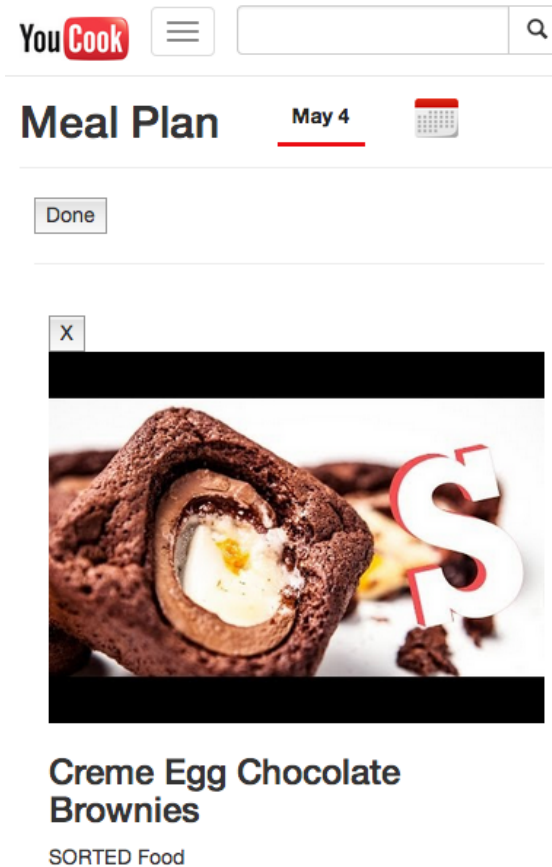 You Cook
Meal Plan May 4
Done
X
S
Creme Egg Chocolate
Brownies
SORTED Food